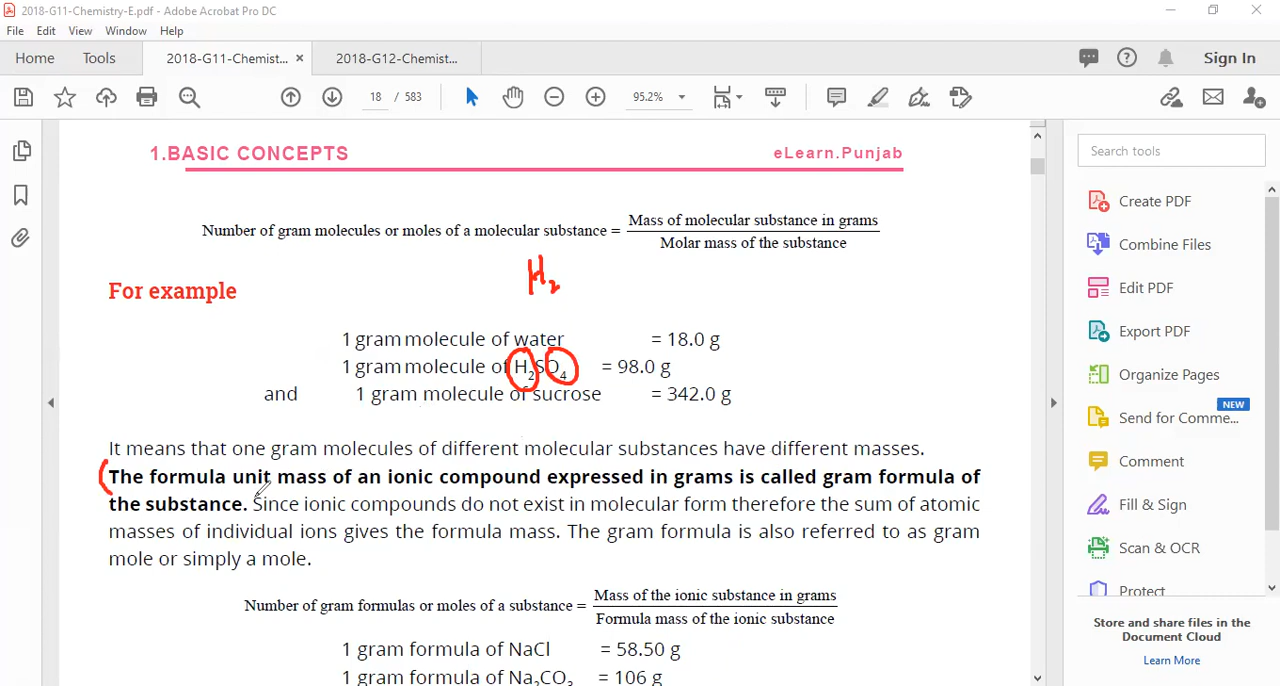 2018-G11-Chemistry-E.pdf - Adobe Acrobat Pro DC
File Edit View Window Help
Home Tools 2018-G11-Chemist... × 2018-G12-Chemist... Sign In
18 / 583 95.2%
1.BASIC CONCEPTS eLearn.Punjab
Search tools
Number of gram molecules or moles of a molecular substance = Mass of molecular substance in grams
Molar mass of the substance
H₂
For example
1 gram molecule of water = 18.0 g
1 gram molecule of H₂SO₄ = 98.0 g
and 1 gram molecule of sucrose = 342.0 g
It means that one gram molecules of different molecular substances have different masses.
The formula unit mass of an ionic compound expressed in grams is called gram formula of
the substance. Since ionic compounds do not exist in molecular form therefore the sum of atomic
masses of individual ions gives the formula mass. The gram formula is also referred to as gram
mole or simply a mole.
Number of gram formulas or moles of a substance = Mass of the ionic substance in grams
Formula mass of the ionic substance
1 gram formula of NaCl = 58.50 g
1 gram formula of Na₂CO₃ = 106 g
Create PDF
Combine Files
Edit PDF
Export PDF
Organize Pages
NEW
Send for Comme...
Comment
Fill & Sign
Scan & OCR
Protect
Store and share files in the
Document Cloud
Learn More